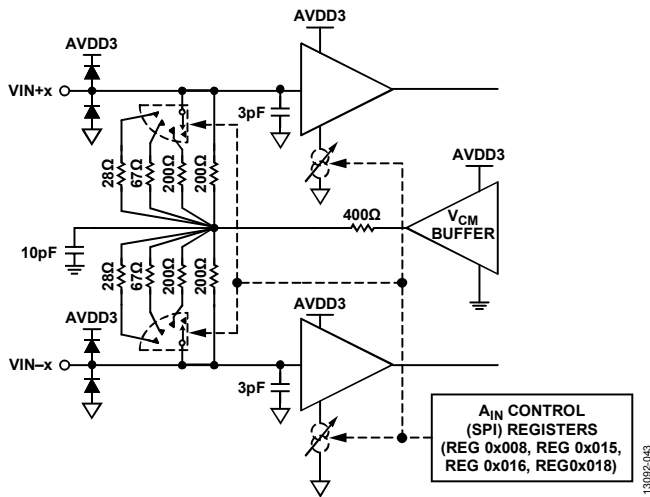 AVDD3
AVDD3
VIN+x
3pF
28Ω
67Ω
200Ω
200Ω
AVDD3
400Ω
VCM
BUFFER
10pF
28Ω
67Ω
200Ω
200Ω
AVDD3
AVDD3
VIN–x
3pF
AIN CONTROL
(SPI) REGISTERS
(REG 0x008, REG 0x015,
REG 0x016, REG0x018)
13092-043